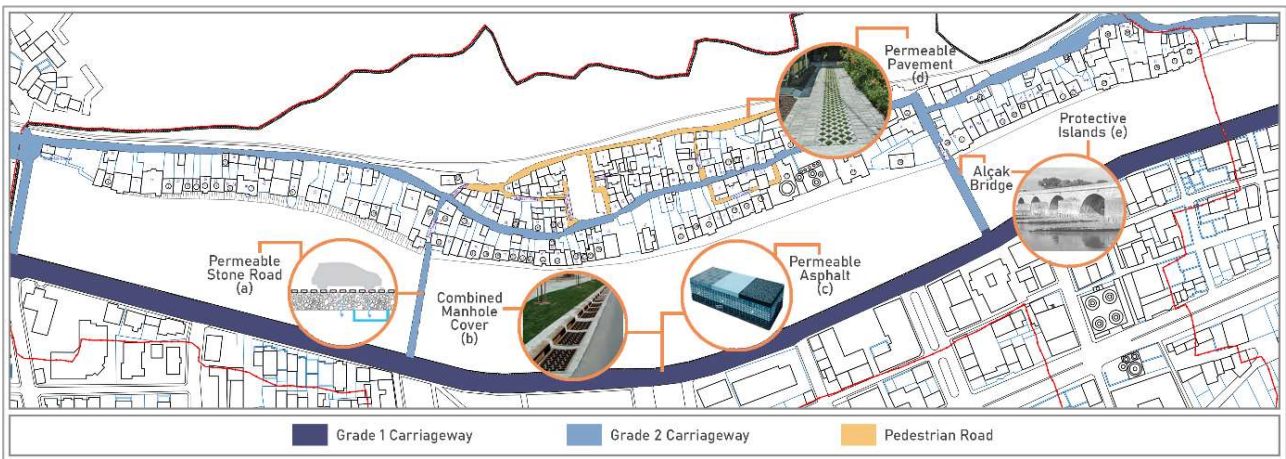 Permeable
Pavement
(d)
Protective
Islands (e)
Alçak
Bridge
Permeable
Stone Road
(a)
Combined
Manhole
Cover
(b)
Permeable
Asphalt
(c)
Grade 1 Carriageway
Grade 2 Carriageway
Pedestrian Road